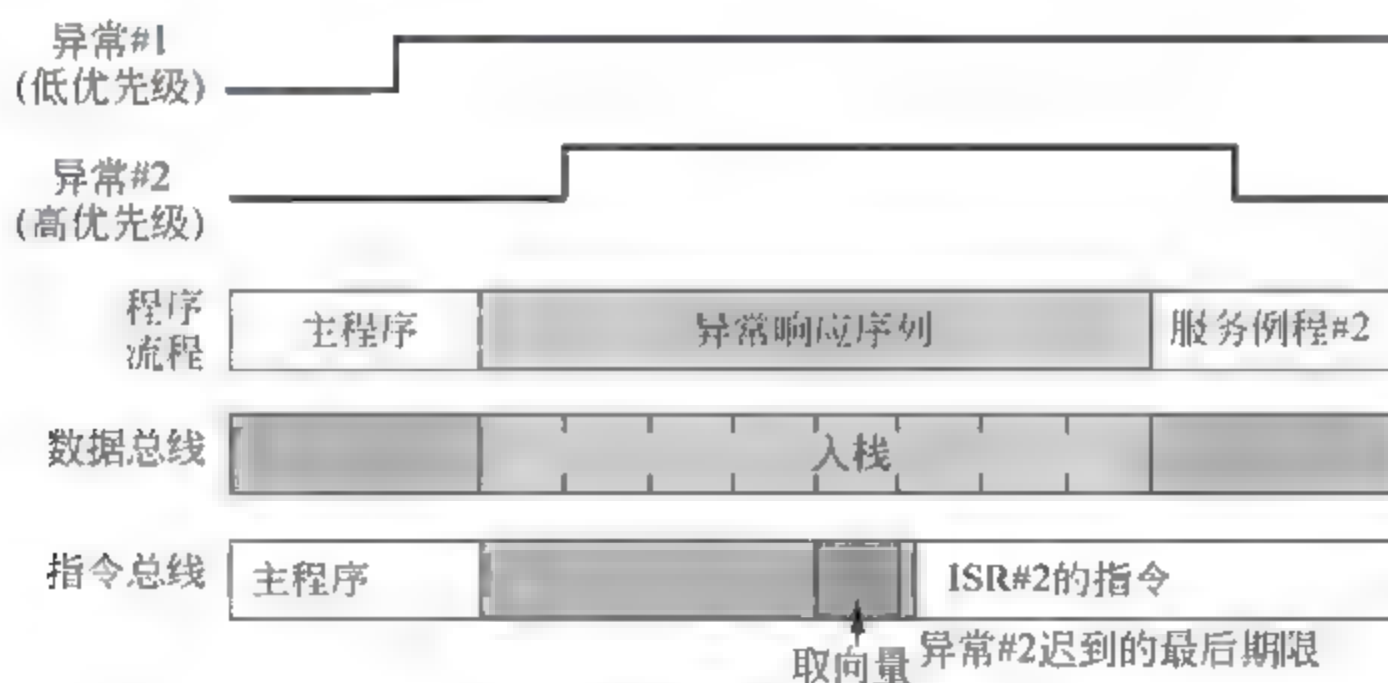 异常#1
(低优先级)
异常#2
(高优先级)
程序
流程
主程序
异常响应序列
服务例程#2
数据总线
入栈
指令总线
主程序
ISR#2的指令
取向量
异常#2迟到的最后期限